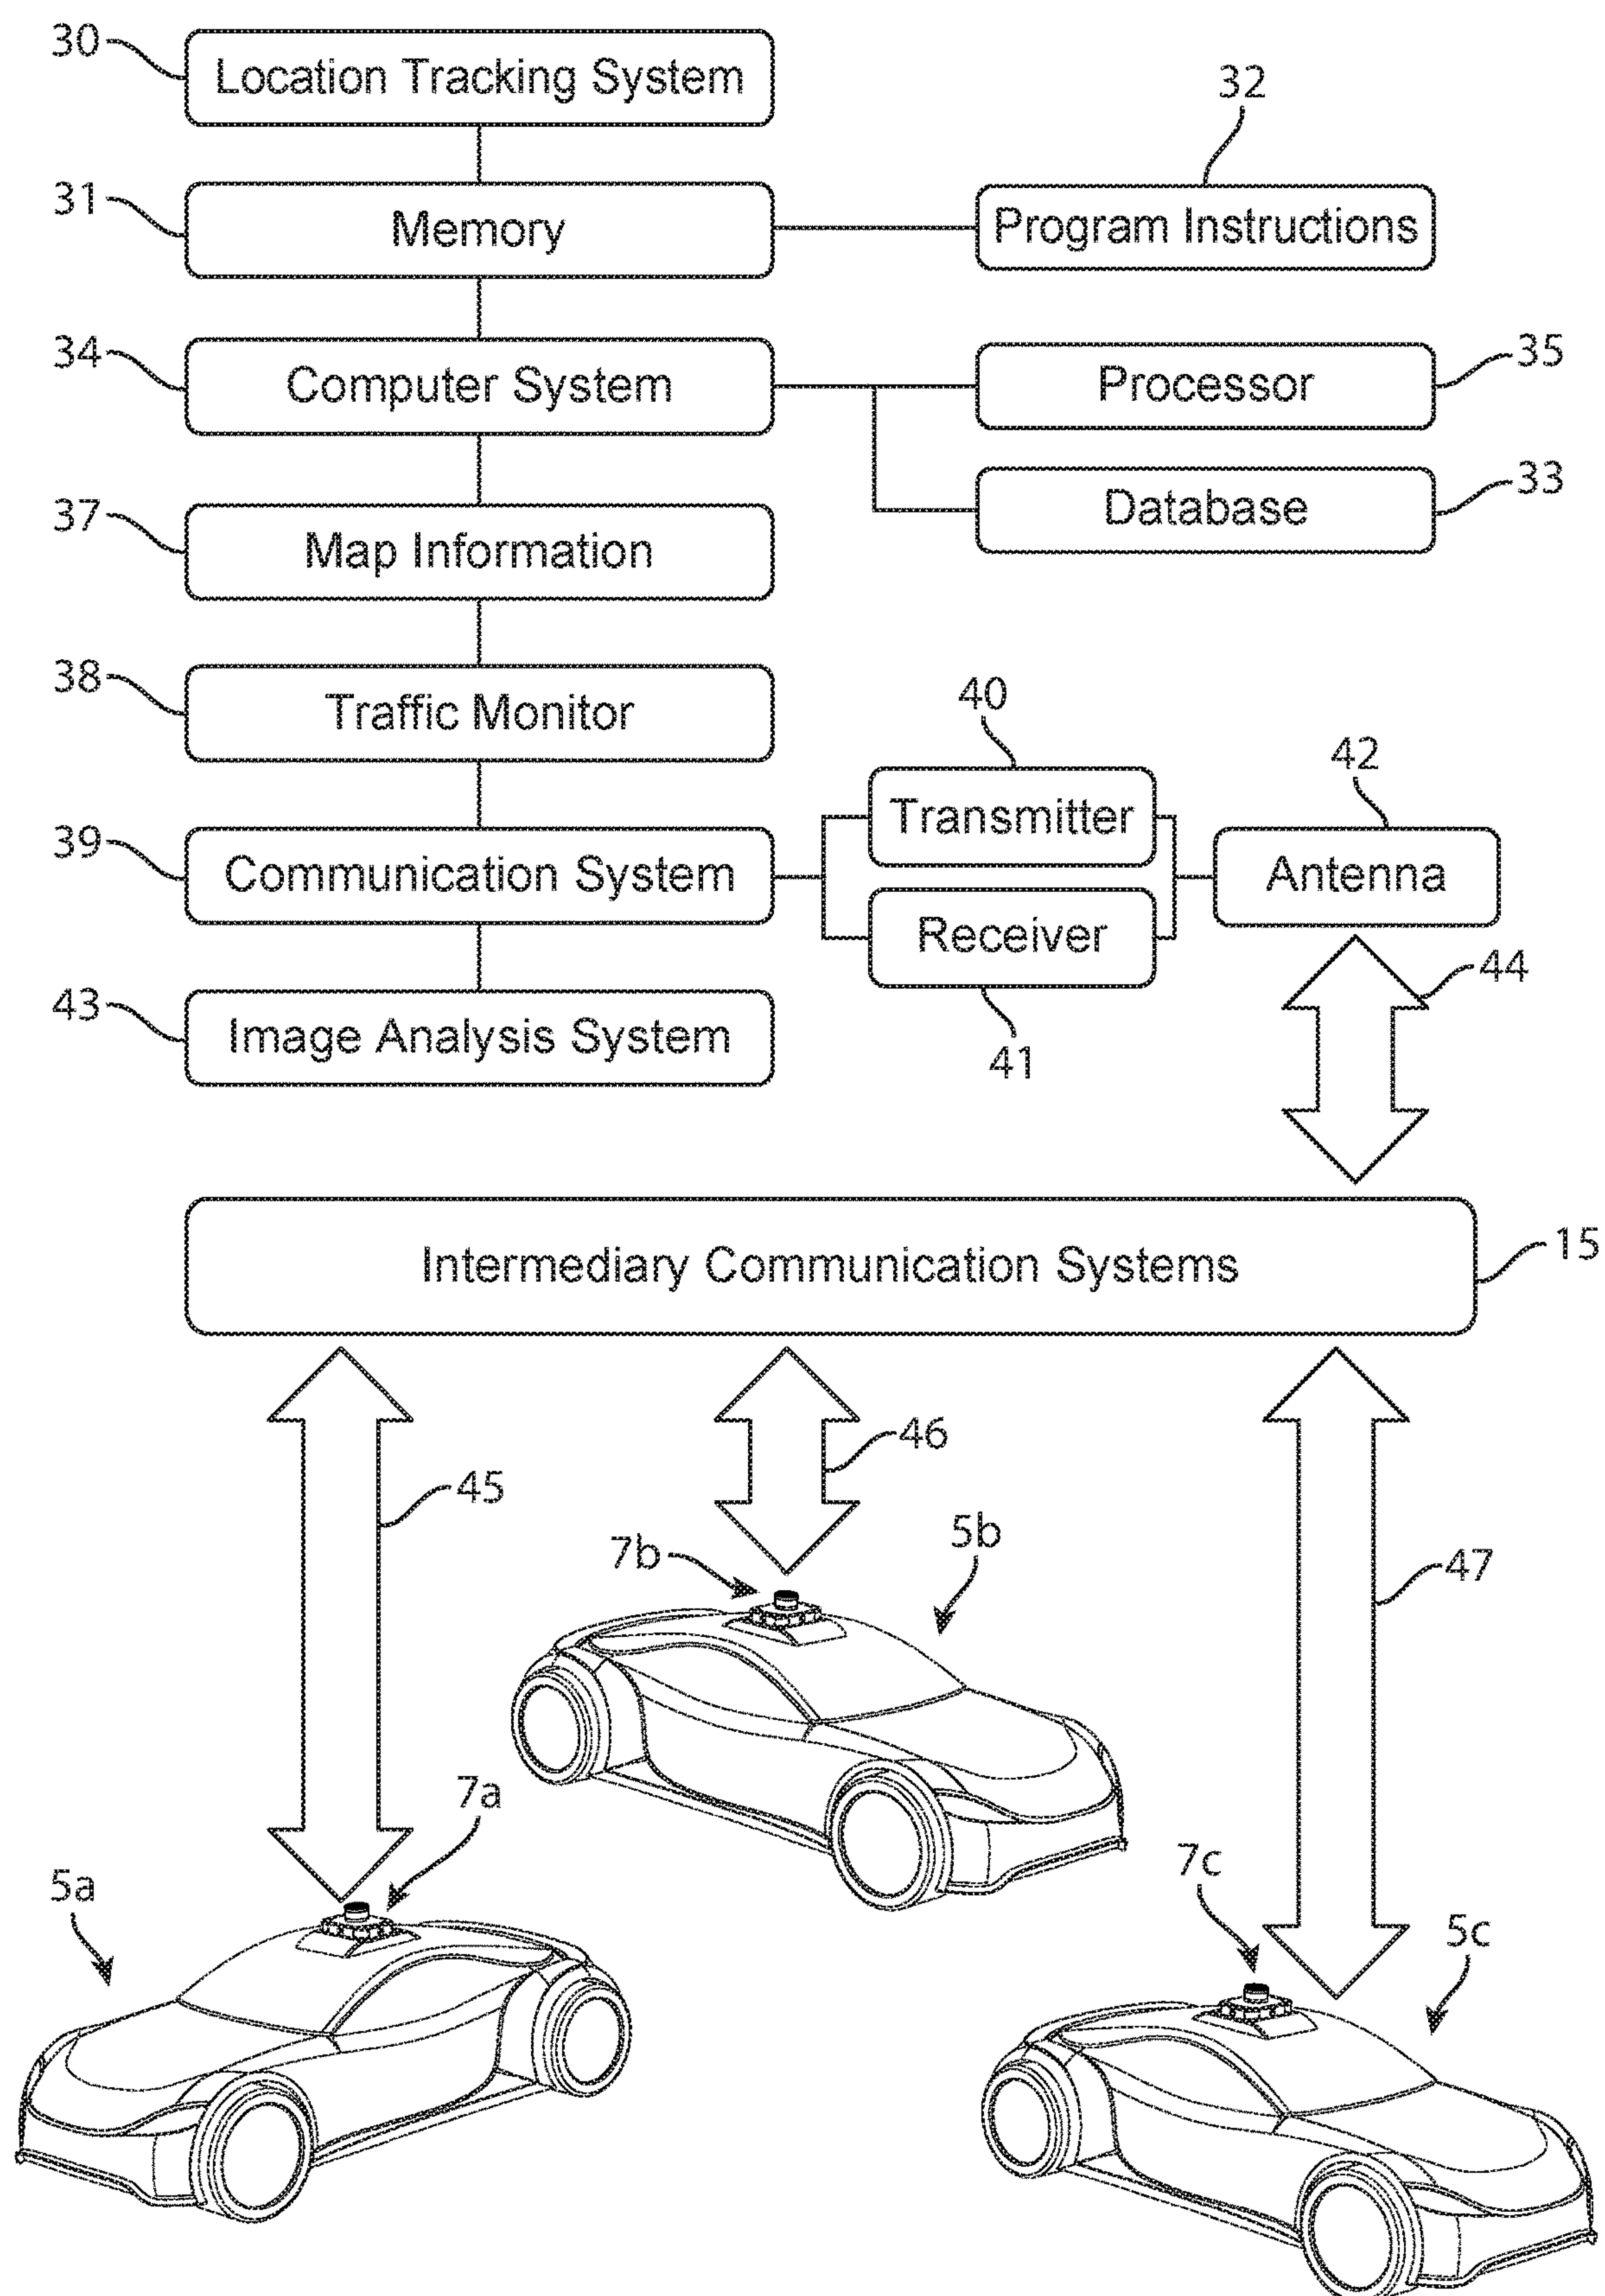 30
Location Tracking System
32
31
Memory
Program Instructions
34
Computer System
Processor
35
37
Map Information
Database
33
38
Traffic Monitor
40
Transmitter
42
39
Communication System
Antenna
Receiver
44
43
Image Analysis System
41
Intermediary Communication Systems
15
46
45
5b
7b
47
7a
7c
5a
5c